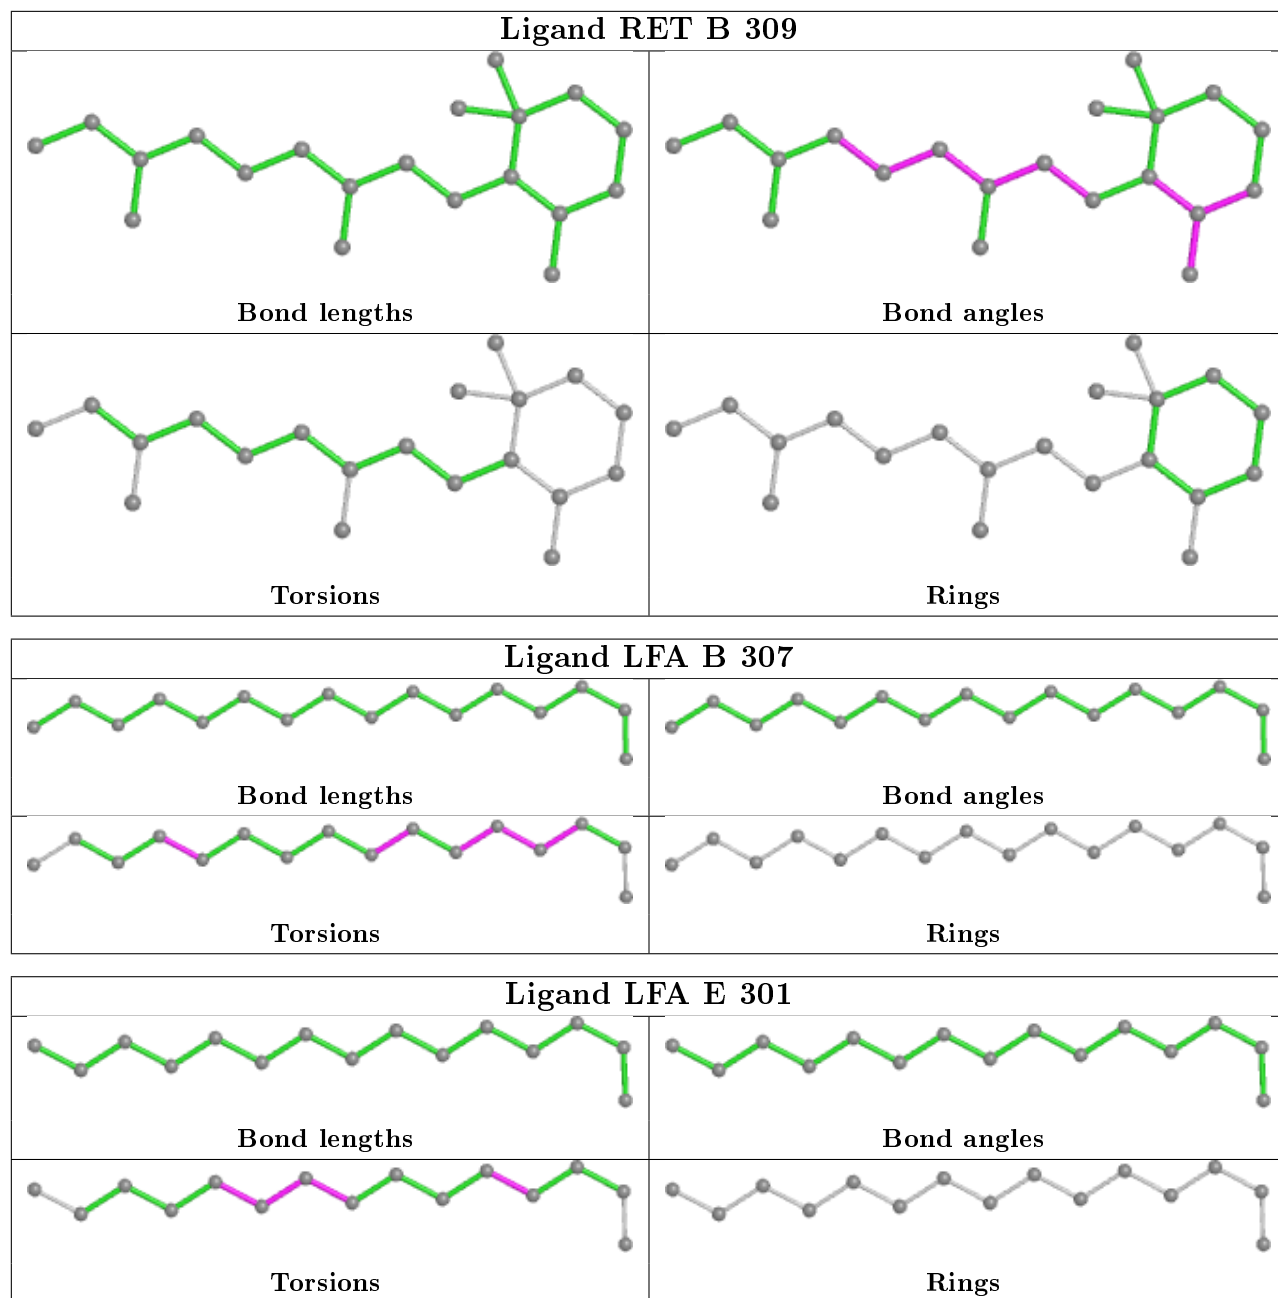 Ligand RET B 309
Bond lengths
Bond angles
Torsions
Rings
Ligand LFA B 307
Bond lengths
Bond angles
Torsions
Rings
Ligand LFA E 301
Bond lengths
Bond angles
Torsions
Rings